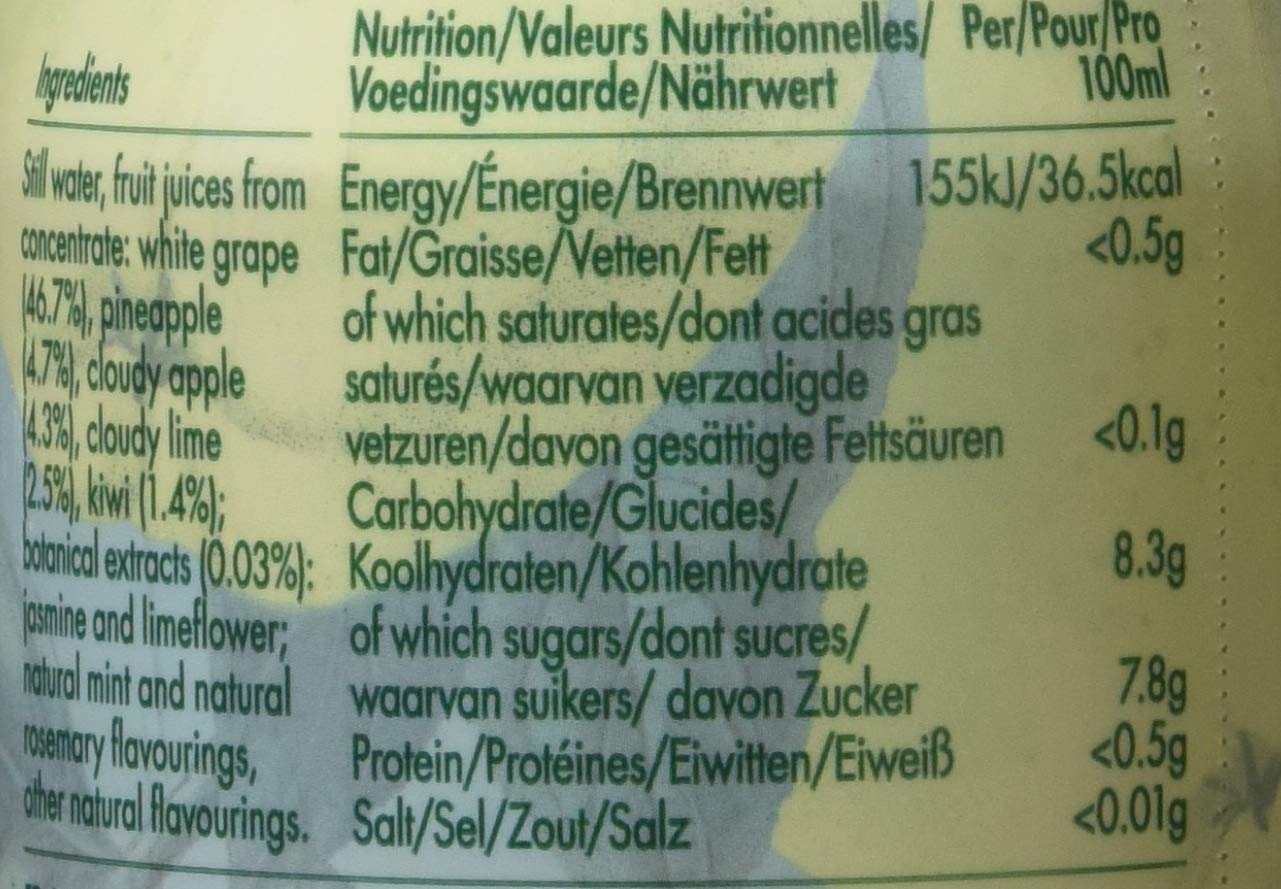 Ingredients
Still water, fruit juices from
concentrate: white grape
(46.7%), pineapple
(4.7%), cloudy apple
(4.3%), cloudy lime
(2.5%), kiwi (1.4%);
botanical extracts (0.03%):
jasmine and limeflower;
natural mint and natural
rosemary flavourings,
other natural flavourings.
Nutrition/Valeurs Nutritionnelles/ Per/Pour/Pro
Voedingswaarde/Nährwert 100ml
Energy/Énergie/Brennwert 155kJ/36.5kcal
Fat/Graisse/Vetten/Fett <0.5g
of which saturates/dont acides gras
saturés/waarvan verzadigde
vetzuren/davon gesättigte Fettsäuren <0.1g
Carbohydrate/Glucides/
Koolhydraten/Kohlenhydrate 8.3g
of which sugars/dont sucres/
waarvan suikers/ davon Zucker 7.8g
Protein/Protéines/Eiwitten/Eiweiß <0.5g
Salt/Sel/Zout/Salz <0.01g